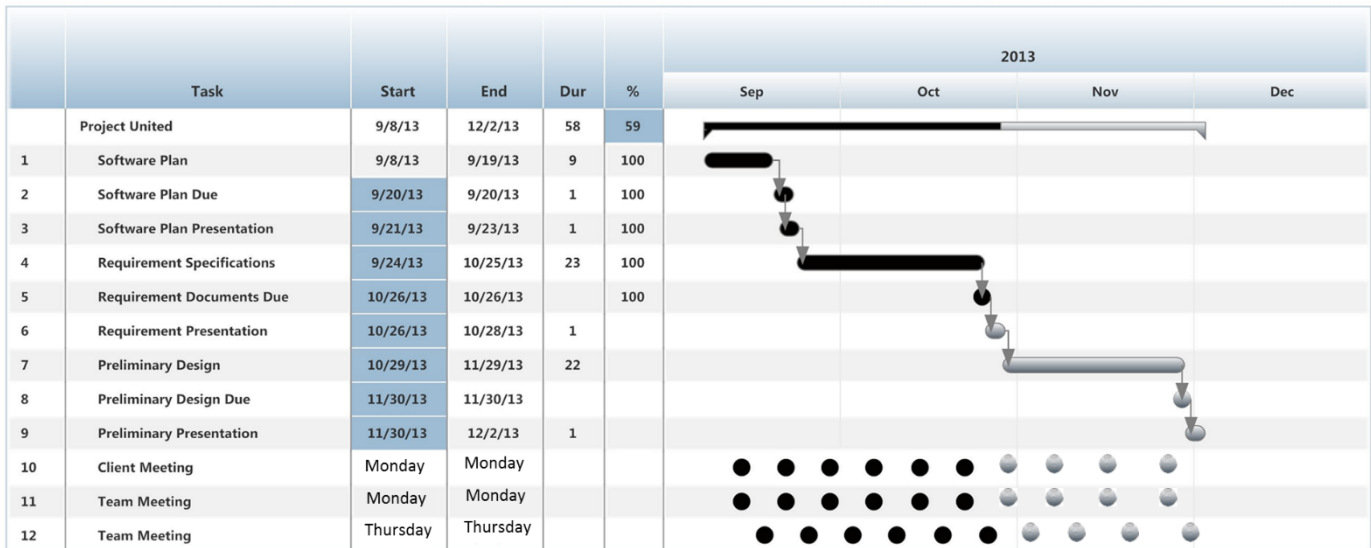 2013
Task Start End Dur % Sep Oct Nov Dec
Project United 9/8/13 12/2/13 58 59
1 Software Plan 9/8/13 9/19/13 9 100
2 Software Plan Due 9/20/13 9/20/13 1 100
3 Software Plan Presentation 9/21/13 9/23/13 1 100
4 Requirement Specifications 9/24/13 10/25/13 23 100
5 Requirement Documents Due 10/26/13 10/26/13 100
6 Requirement Presentation 10/26/13 10/28/13 1
7 Preliminary Design 10/29/13 11/29/13 22
8 Preliminary Design Due 11/30/13 11/30/13
9 Preliminary Presentation 11/30/13 12/2/13 1
10 Client Meeting Monday Monday
11 Team Meeting Monday Monday
12 Team Meeting Thursday Thursday